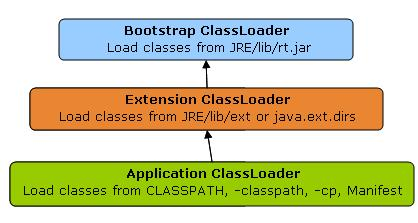 Bootstrap ClassLoader
Load classes from JRE/lib/rt.jar
Extension ClassLoader
Load classes from JRE/lib/ext or java.ext.dirs
Application ClassLoader
Load classes from CLASSPATH, -classpath, -cp, Manifest